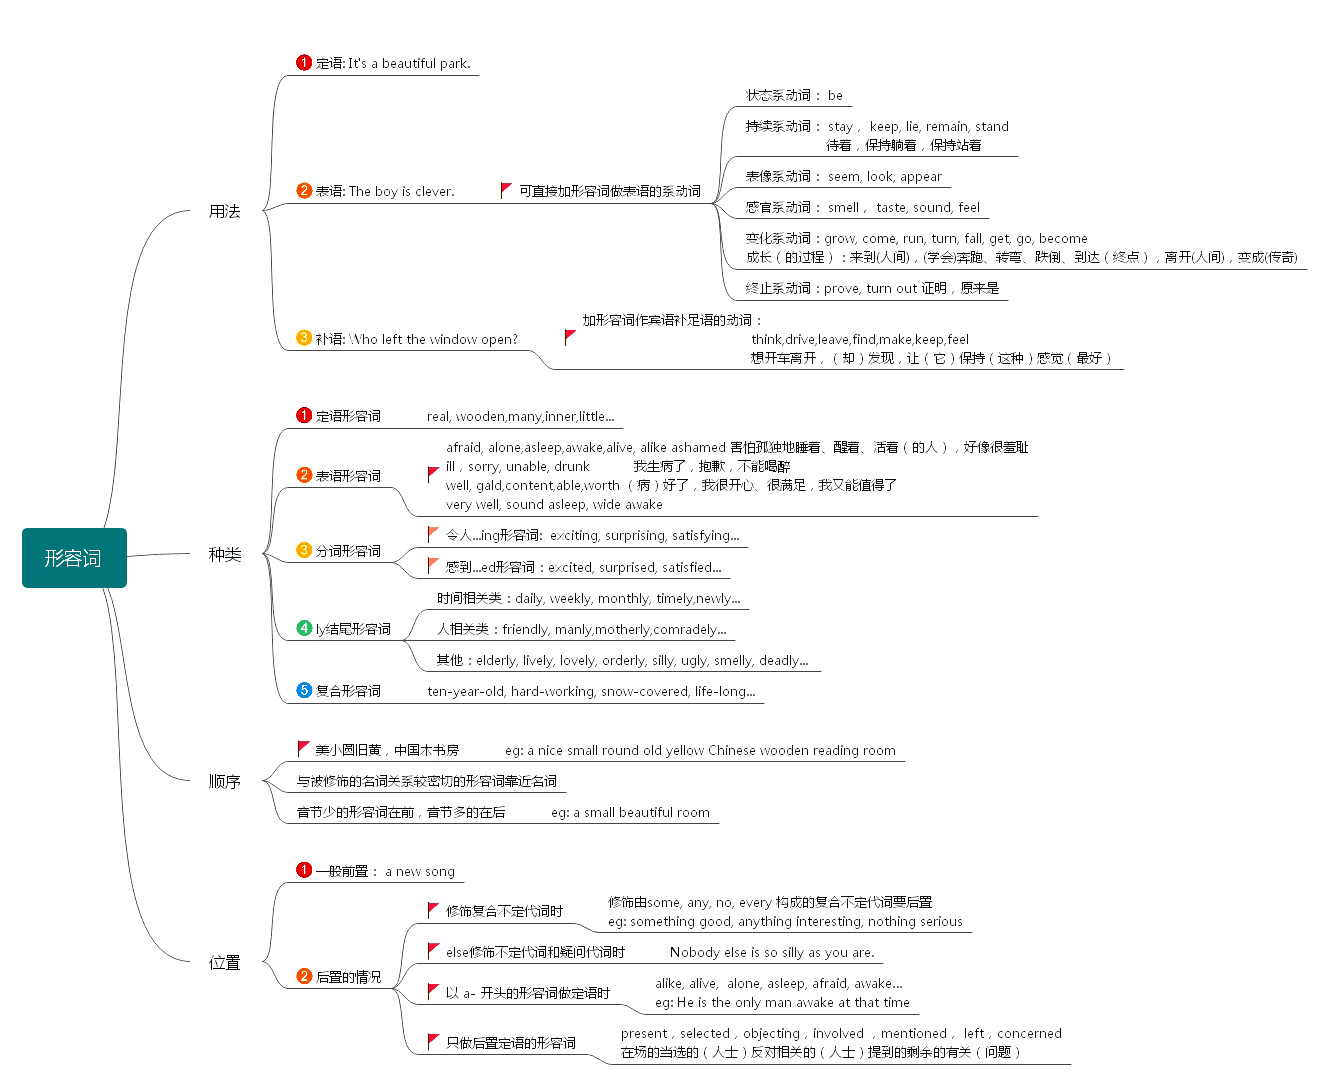 形容词
用法
1 定语: It's a beautiful park.
2 表语: The boy is clever.
可直接加形容词做表语的系动词
状态系动词： be
持续系动词： stay， keep, lie, remain, stand
待着，保持躺着，保持站着
表像系动词： seem, look, appear
感官系动词： smell， taste, sound, feel
变化系动词：grow, come, run, turn, fall, get, go, become
成长（的过程）：来到(人间)，(学会)奔跑、转弯、跌倒、到达（终点），离开(人间)，变成(传奇)
终止系动词：prove, turn out 证明，原来是
3 补语: Who left the window open?
加形容词作宾语补足语的动词：
think,drive,leave,find,make,keep,feel
想开车离开，（却）发现，让（它）保持（这种）感觉（最好）
种类
1 定语形容词
real, wooden,many,inner,little...
2 表语形容词
afraid, alone,asleep,awake,alive, alike ashamed 害怕孤独地睡着、醒着、活着（的人），好像很羞耻
ill，sorry, unable, drunk 我生病了，抱歉，不能喝醉
well, gald,content,able,worth（病）好了，我很开心、很满足，我又能值得了
very well, sound asleep, wide awake
3 分词形容词
令人...ing形容词: exciting, surprising, satisfying...
感到...ed形容词：excited, surprised, satisfied...
4 ly结尾形容词
时间相关类：daily, weekly, monthly, timely,newly...
人相关类：friendly, manly,motherly,comradely...
其他：elderly, lively, lovely, orderly, silly, ugly, smelly, deadly...
5 复合形容词
ten-year-old, hard-working, snow-covered, life-long...
顺序
美小圆旧黄，中国木书房
eg: a nice small round old yellow Chinese wooden reading room
与被修饰的名词关系较密切的形容词靠近名词
音节少的形容词在前，音节多的在后
eg: a small beautiful room
位置
1 一般前置： a new song
2 后置的情况
修饰复合不定代词时
修饰由some, any, no, every 构成的复合不定代词要后置
eg: something good, anything interesting, nothing serious
else修饰不定代词和疑问代词时
Nobody else is so silly as you are.
以 a- 开头的形容词做定语时
alike, alive, alone, asleep, afraid, awake...
eg: He is the only man awake at that time
只做后置定语的形容词
present，selected，objecting，involved ，mentioned， left，concerned
在场的当选的（人士）反对相关的（人士）提到的剩余的有关（问题）